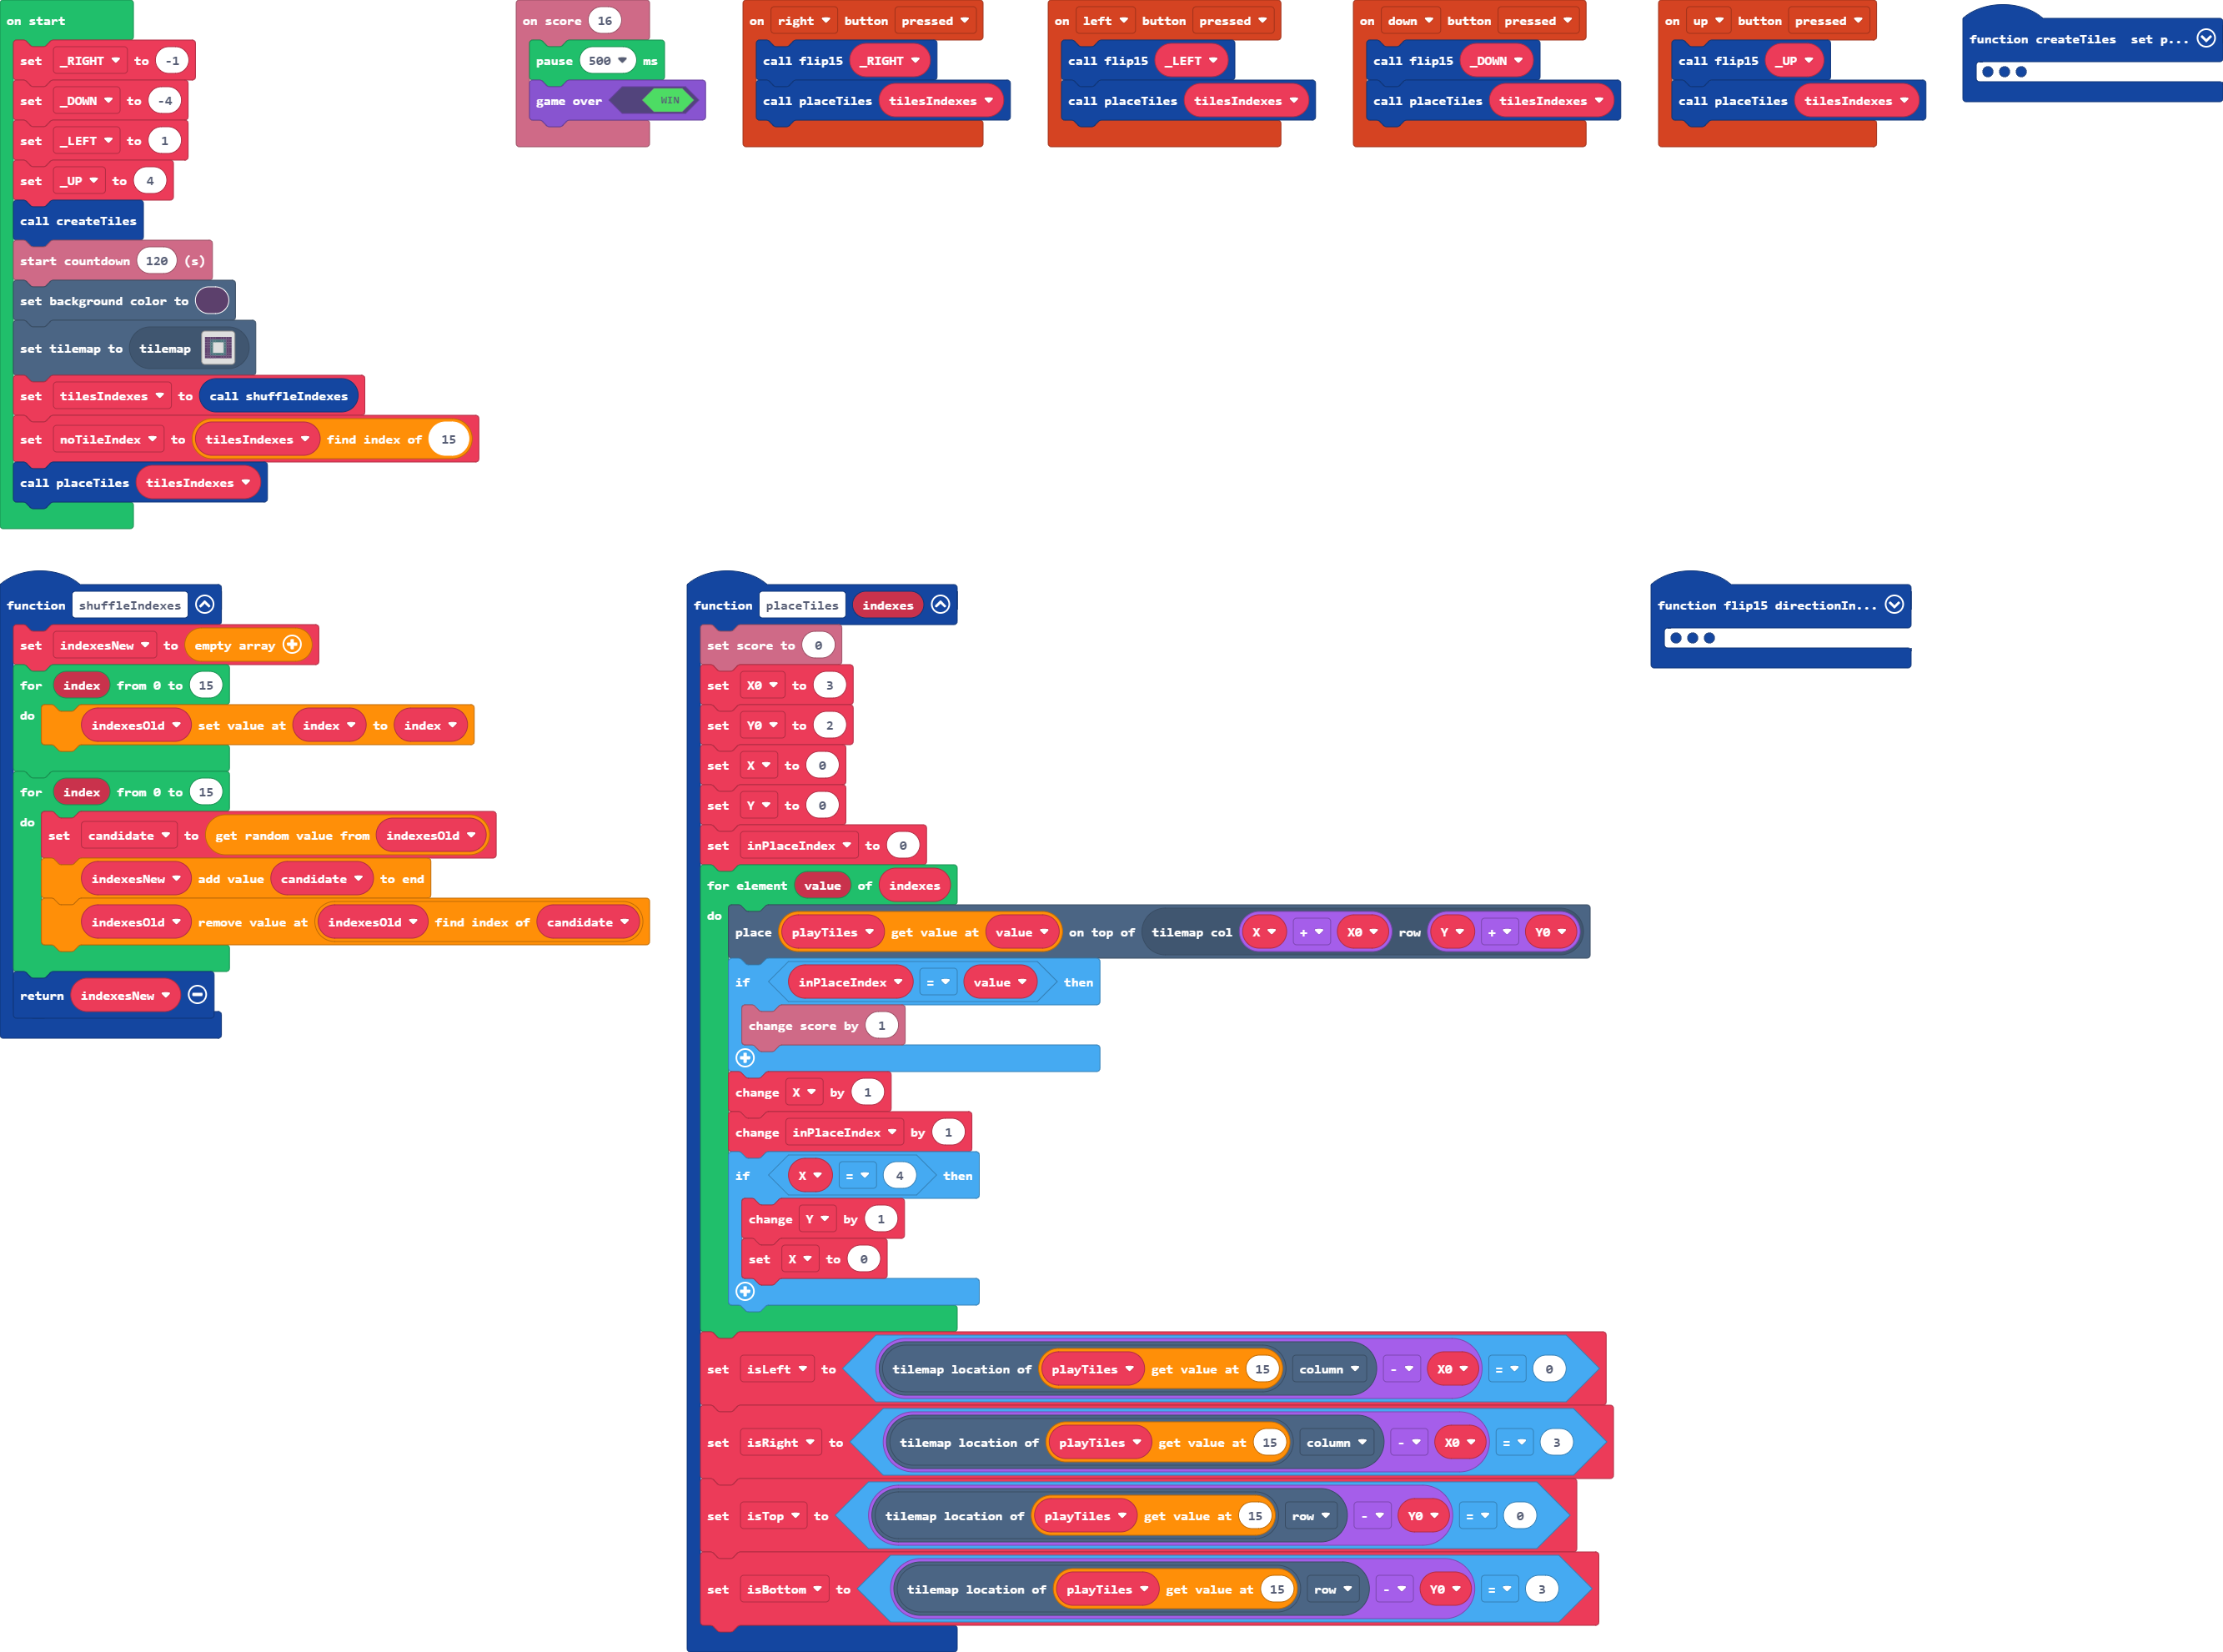 on start
set _RIGHT to -1
set _DOWN to -4
set _LEFT to 1
set _UP to 4
call createTiles
start countdown 120 (s)
set background color to
set tilemap to tilemap
set tilesIndexes to call shuffleIndexes
set noTileIndex to tilesIndexes find index of 15
call placeTiles tilesIndexes
on score 16
pause 500 ms
game over WIN
on right button pressed
call flip15 _RIGHT
call placeTiles tilesIndexes
on left button pressed
call flip15 _LEFT
call placeTiles tilesIndexes
on down button pressed
call flip15 _DOWN
call placeTiles tilesIndexes
on up button pressed
call flip15 _UP
call placeTiles tilesIndexes
function createTiles set p...
function shuffleIndexes
set indexesNew to empty array
for index from 0 to 15
do indexesOld set value at index to index
for index from 0 to 15
do set candidate to get random value from indexesOld
indexesNew add value candidate to end
indexesOld remove value at indexesOld find index of candidate
return indexesNew
function placeTiles indexes
set score to 0
set X0 to 3
set Y0 to 2
set X to 0
set Y to 0
set inPlaceIndex to 0
for element value of indexes
do place playTiles get value at value on top of tilemap col X + X0 row Y + Y0
if inPlaceIndex = value then
change score by 1
change X by 1
change inPlaceIndex by 1
if X = 4 then
change Y by 1
set X to 0
set isLeft to tilemap location of playTiles get value at 15 column - X0 = 0
set isRight to tilemap location of playTiles get value at 15 column - X0 = 3
set isTop to tilemap location of playTiles get value at 15 row - Y0 = 0
set isBottom to tilemap location of playTiles get value at 15 row - Y0 = 3
function flip15 directionIn...